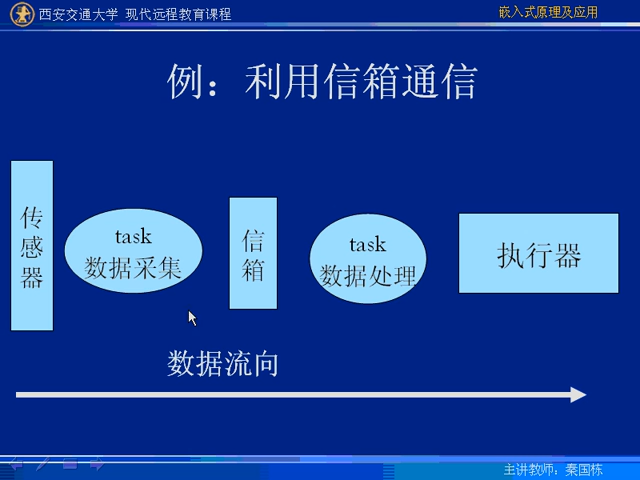 西安交通大学 现代远程教育课程
嵌入式原理及应用
例：利用信箱通信
传感器
task
数据采集
信箱
task
数据处理
执行器
数据流向
主讲教师：秦国栋